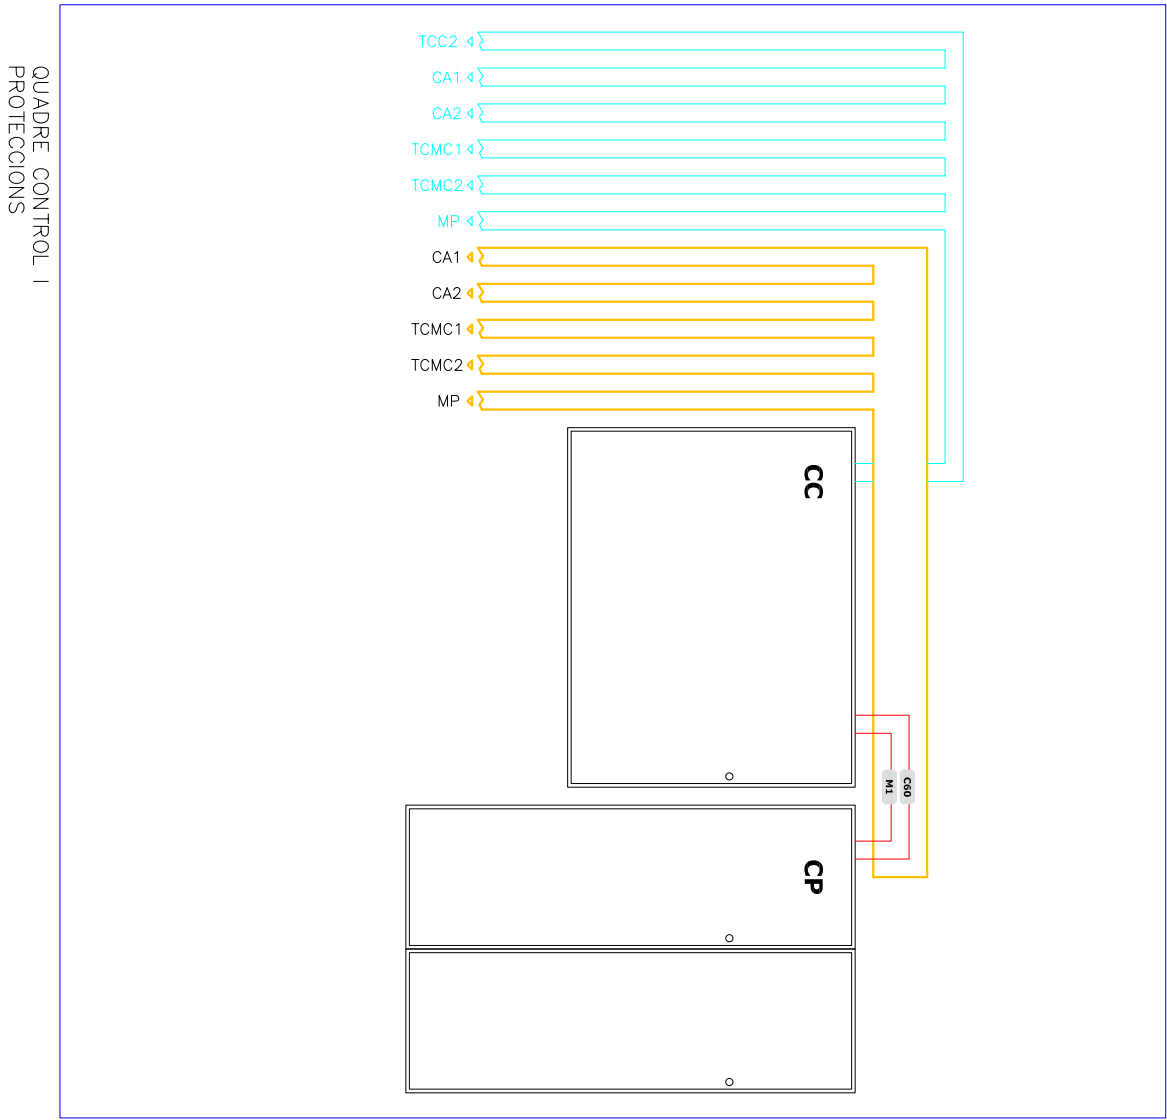 QUADRE CONTROL I
PROTECCIONS
TCC2
CA1
CA2
TCMC1
TCMC2
MP
CA1
CA2
TCMC1
TCMC2
MP
CC
M1
C60
CP